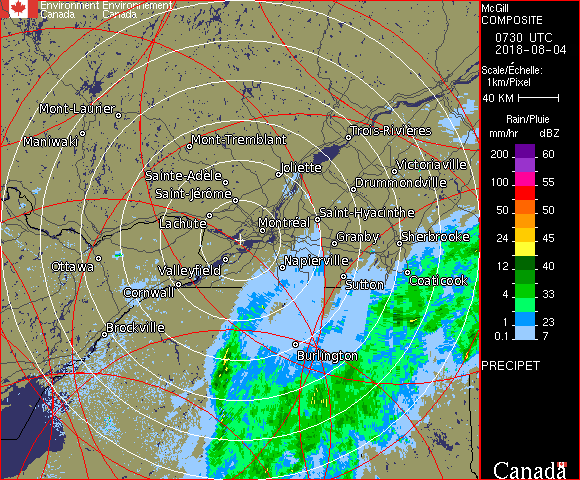 Environment Environnement
Canada Canada
McGill
COMPOSITE
0730 UTC
2018-08-04
Scale/Échelle:
1km/Pixel
40 KM
Rain/Pluie
mm/hr dBZ
200 60
100 55
50 50
24 45
12 40
4 33
1 23
0.1 7
PRECIPET
Canada
Mont-Laurier
Maniwaki
Mont-Tremblant
Trois-Rivières
Joliette
Victoriaville
Sainte-Adèle
Drummondville
Saint-Jérôme
Saint-Hyacinthe
Lachute
Montréal
Granby
Sherbrooke
Ottawa
Valleyfield
Napierville
Coaticook
Sutton
Cornwall
Brockville
Burlington